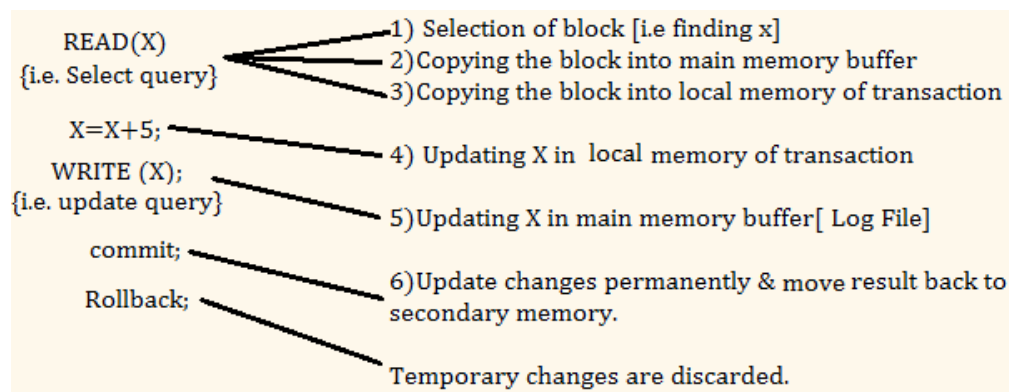 READ(X)
{i.e. Select query}
1) Selection of block [i.e finding x]
2)Copying the block into main memory buffer
3)Copying the block into local memory of transaction
X=X+5;
4) Updating X in local memory of transaction
WRITE (X);
{i.e. update query}
5)Updating X in main memory buffer[ Log File]
commit;
6)Update changes permanently & move result back to
secondary memory.
Rollback;
Temporary changes are discarded.